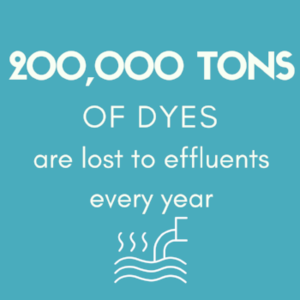 200,000 TONS
OF DYES
are lost to effluents
every year